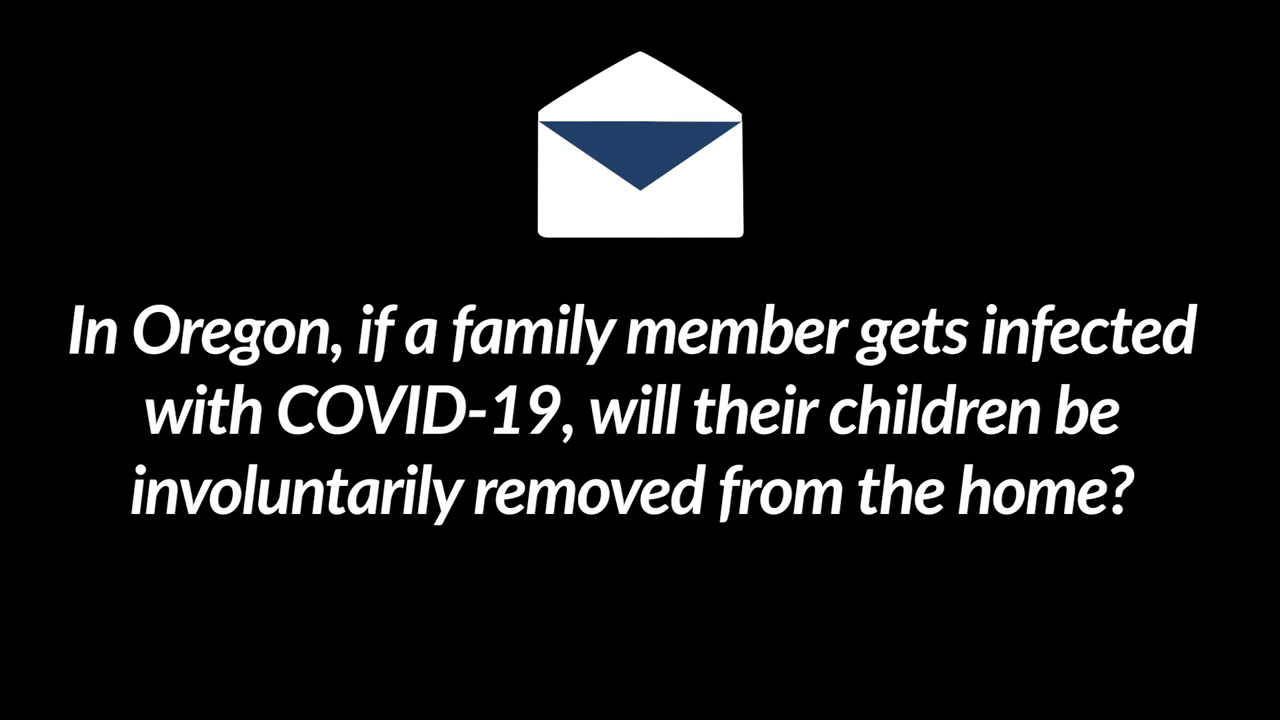 In Oregon, if a family member gets infected
with COVID-19, will their children be
involuntarily removed from the home?